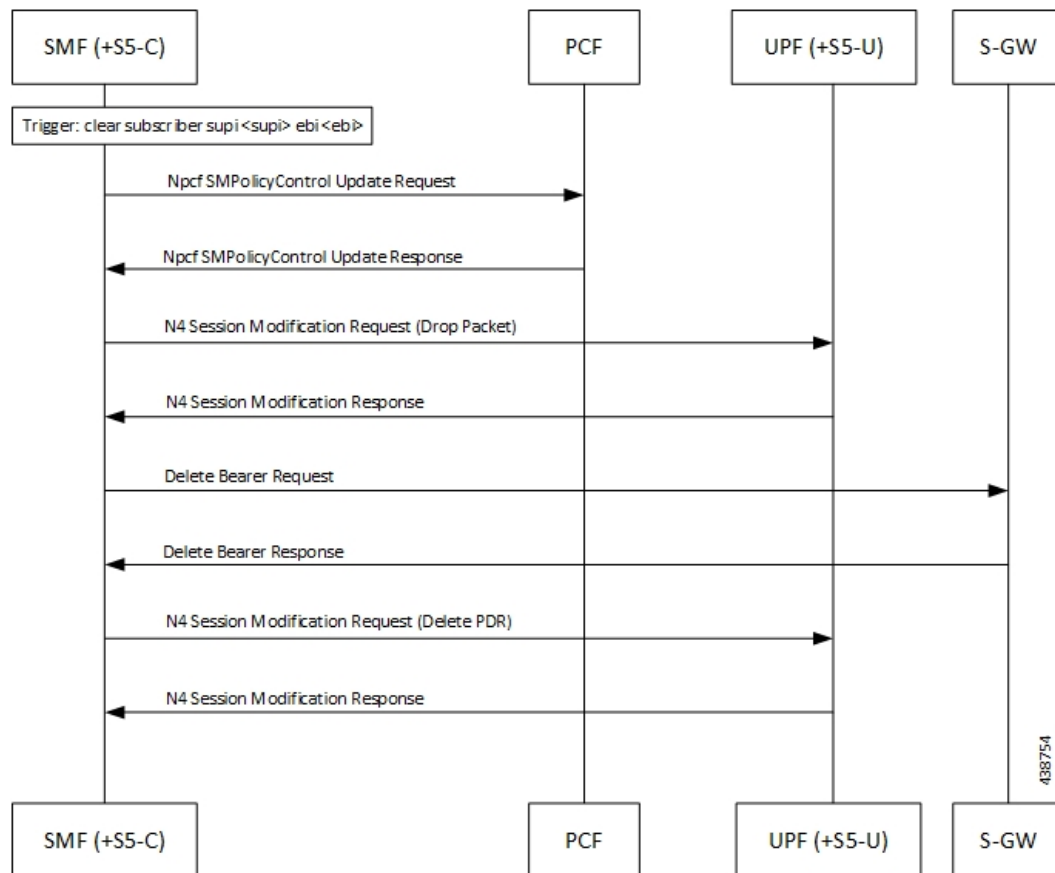 SMF (+S5-C)
PCF
UPF (+S5-U)
S-GW
Trigger: clear subscriber supi <supi> ebi <ebi>
Npcf SMPolicyControl Update Request
Npcf SMPolicyControl Update Response
N4 Session Modification Request (Drop Packet)
N4 Session Modification Response
Delete Bearer Request
Delete Bearer Response
N4 Session Modification Request (Delete PDR)
N4 Session Modification Response
438754
SMF (+S5-C)
PCF
UPF (+S5-U)
S-GW